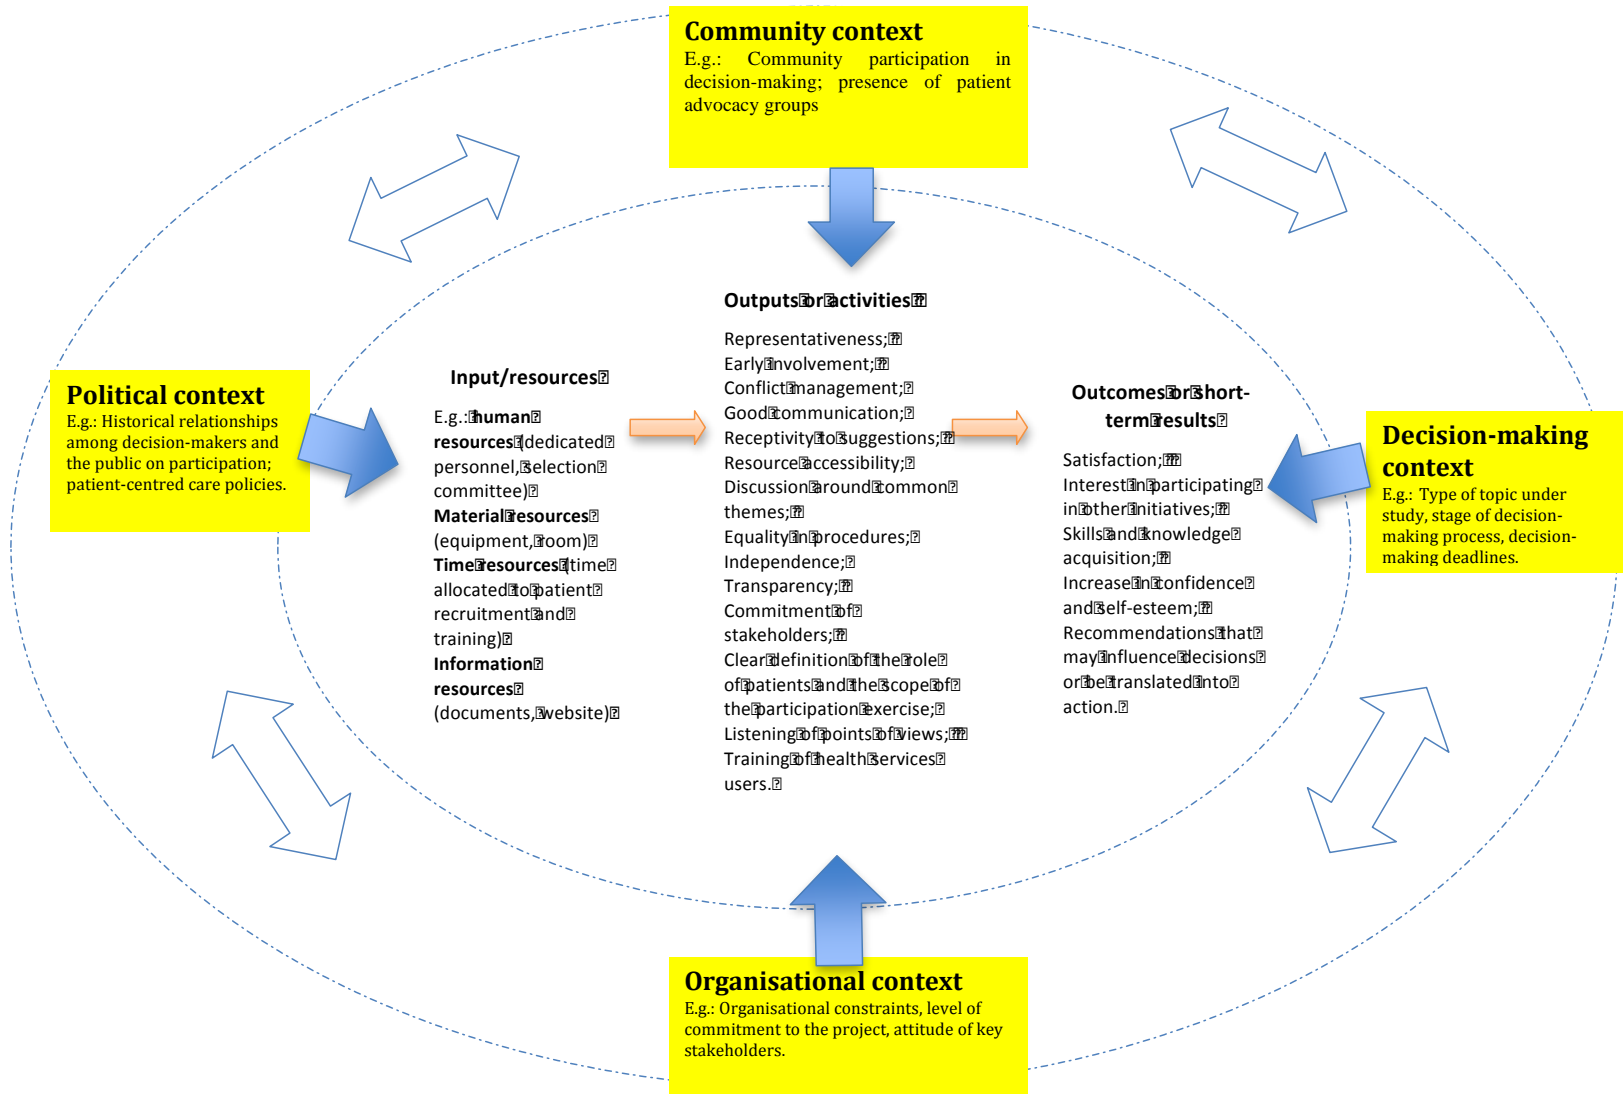 Community context
E.g.: Community participation in
decision-making; presence of patient
advocacy groups
Political context
E.g.: Historical relationships
among decision-makers and
the public on participation;
patient-centred care policies.
Input/resources
E.g.: human
resources (dedicated
personnel, selection
committee)
Material resources
(equipment, room)
Time resources (time
allocated to patient
recruitment and
training)
Information
resources
(documents, website)
Outputs or activities
Representativeness;
Early involvement;
Conflict management;
Good communication;
Receptivity to suggestions;
Resource accessibility;
Discussion around common
themes;
Equality in procedures;
Independence;
Transparency;
Commitment of
stakeholders;
Clear definition of the role
of patients and the scope of
the participation exercise;
Listening of points of views;
Training of health services
users.
Outcomes or short-
term results
Satisfaction;
Interest in participating
in other initiatives;
Skills and knowledge
acquisition;
Increase in confidence
and self-esteem;
Recommendations that
may influence decisions
or be translated into
action.
Decision-making
context
E.g.: Type of topic under
study, stage of decision-
making process, decision-
making deadlines.
Organisational context
E.g.: Organisational constraints, level of
commitment to the project, attitude of key
stakeholders.